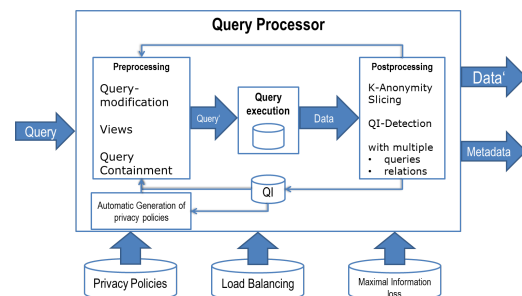 Query Processor
Preprocessing
Query-
modification
Views
Query
Containment
Query
Query'
Query
execution
Data
Postprocessing
K-Anonymity
Slicing
QI-Detection
with multiple
• queries
• relations
Data'
Metadata
QI
Automatic Generation of
privacy policies
Privacy Policies
Load Balancing
Maximal Information
loss